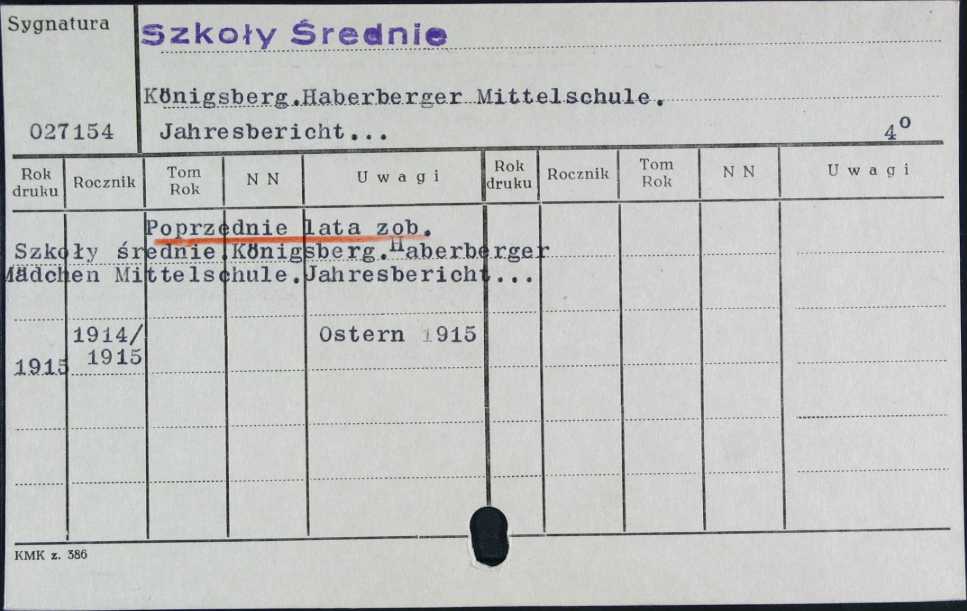 Sygnatura
Szkoły Średnie
Königsberg.Haberberger Mittelschule.
027154 Jahresbericht... 4º
Rok druku Rocznik Tom Rok N N U w a g i Rok druku Rocznik Tom Rok N N U w a g i
Poprzednie lata zob.
Szkoły średnie.Königsberg.Haberberger
Mädchen Mittelschule.Jahresbericht...
1914/ Ostern 1915
1915 1915
KMK z. 386